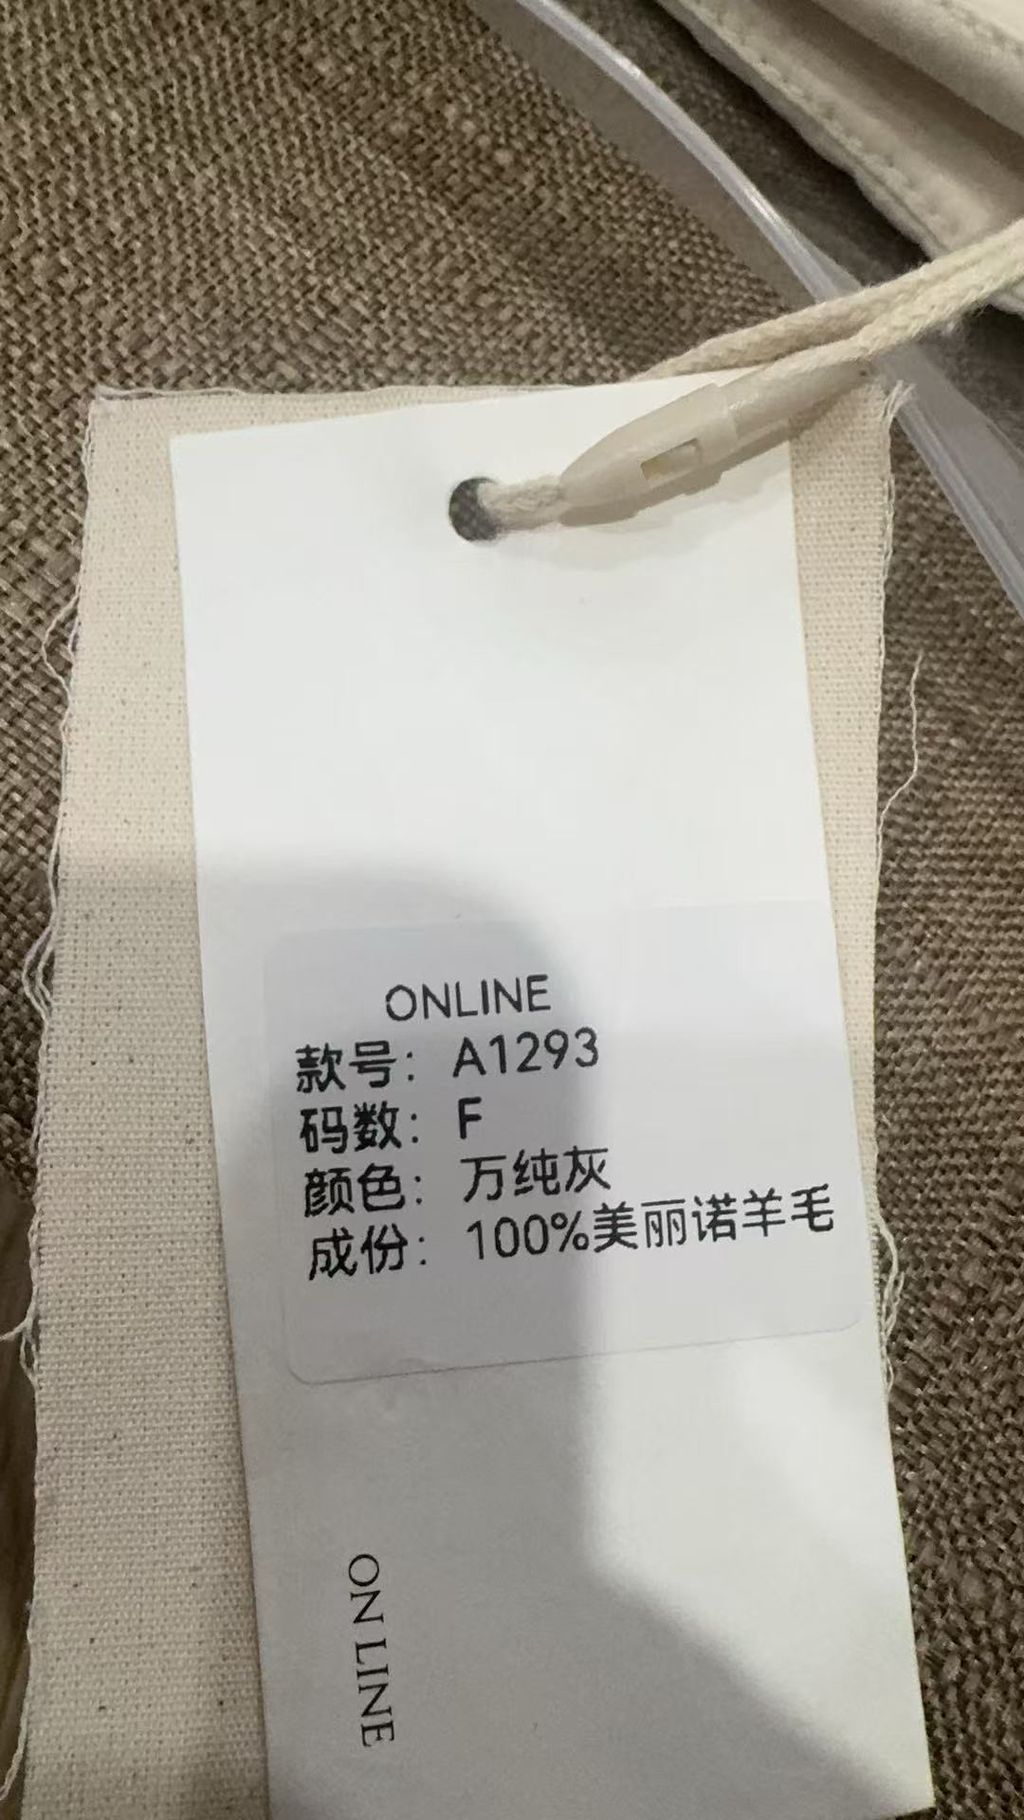 ONLINE
款号：A1293
码数：F
颜色：万纯灰
成份：100%美丽诺羊毛
ON LINE